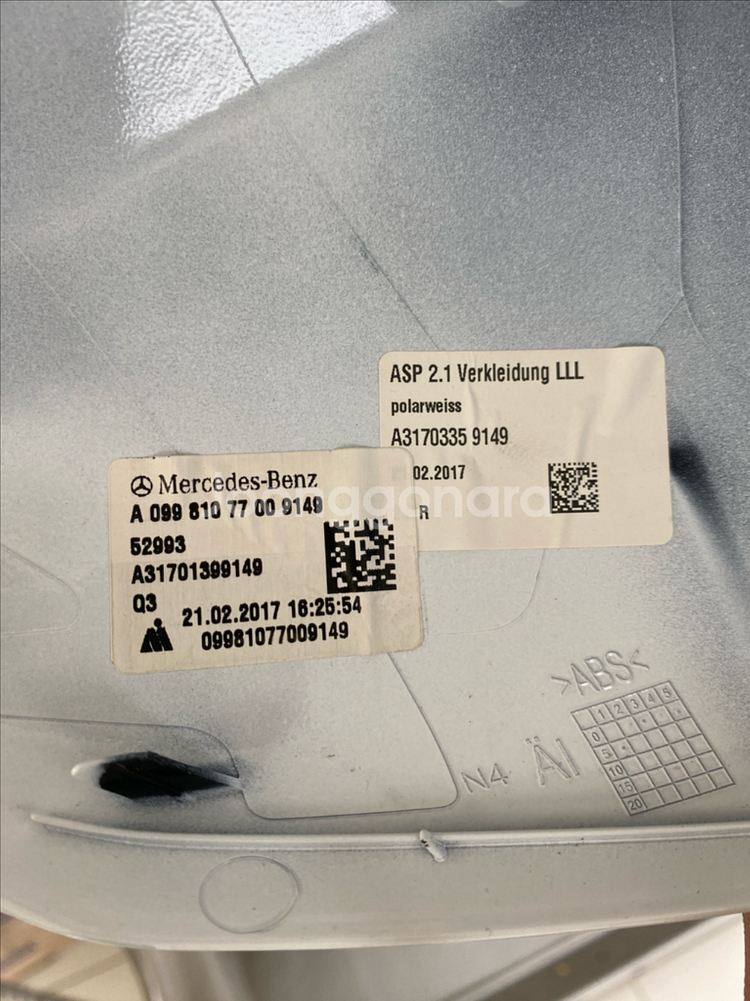 ASP 2.1 Verkleidung LLL
polarweiss
A3170335 9149
02.2017
R
Mercedes-Benz
A 099 810 77 00 9149
52993
A31701399149
Q3
21.02.2017 16:25:54
09981077009149
>ABS<
1 2 3 4 5
0
5
10
15
20
N4 ÄI